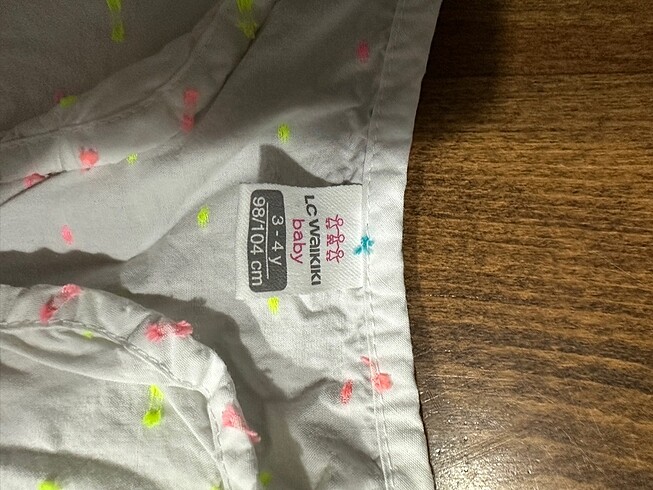 LC WAIKIKI
baby
3 - 4 y
98/104 cm